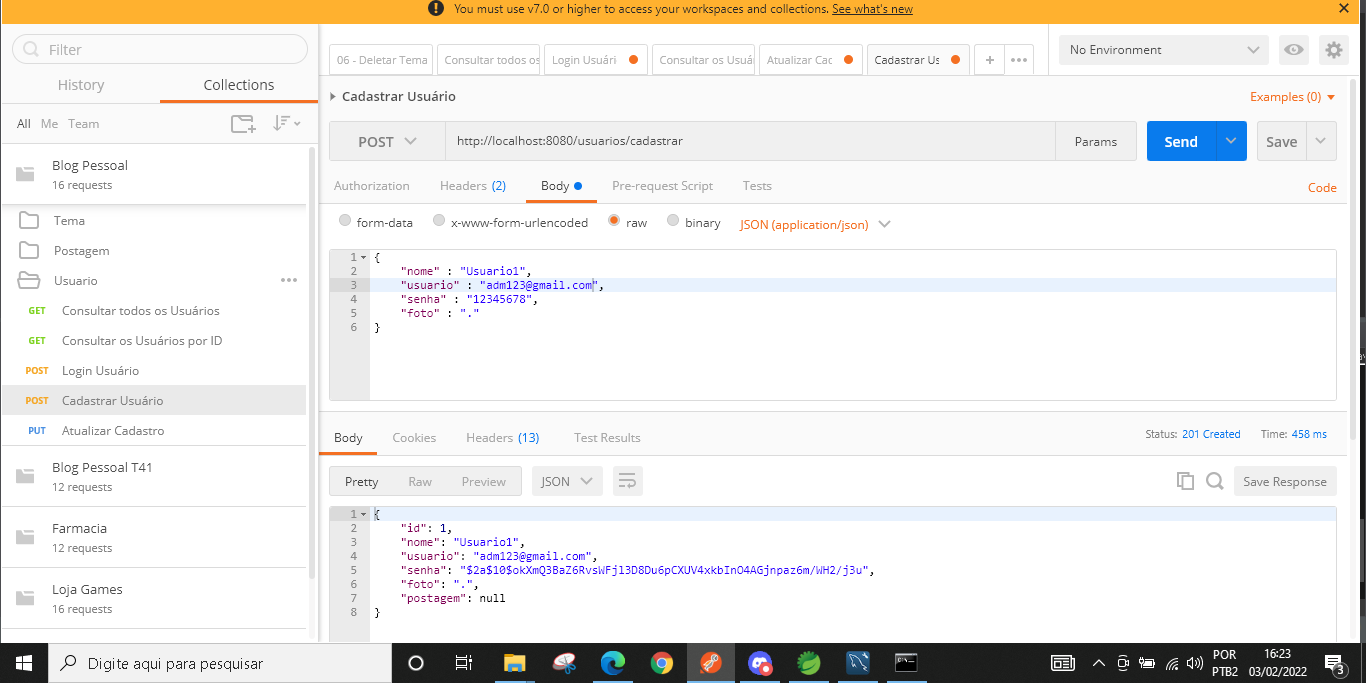 You must use v7.0 or higher to access your workspaces and collections. See what's new
Filter
History
Collections
All Me Team
Blog Pessoal
16 requests
Tema
Postagem
Usuario
GET Consultar todos os Usuários
GET Consultar os Usuários por ID
POST Login Usuário
POST Cadastrar Usuário
PUT Atualizar Cadastro
Blog Pessoal T41
12 requests
Farmacia
12 requests
Loja Games
16 requests
06 - Deletar Tema
Consultar todos os
Login Usuári
Consultar os Usuá
Atualizar Cac
Cadastrar Us
No Environment
Cadastrar Usuário
Examples (0)
POST
http://localhost:8080/usuarios/cadastrar
Params
Send
Save
Authorization
Headers (2)
Body
Pre-request Script
Tests
Code
form-data
x-www-form-urlencoded
raw
binary
JSON (application/json)
1 {
2 "nome" : "Usuario1",
3 "usuario" : "adm123@gmail.com",
4 "senha" : "12345678",
5 "foto" : "."
6 }
Body
Cookies
Headers (13)
Test Results
Status: 201 Created
Time: 458 ms
Pretty
Raw
Preview
JSON
Save Response
1 {
2 "id": 1,
3 "nome": "Usuario1",
4 "usuario": "adm123@gmail.com",
5 "senha": "$2a$10$okXmQ3BaZ6RvsWFjl3D8Du6pCXUV4xkbInO4AGjnpaz6m/WH2/j3u",
6 "foto": ".",
7 "postagem": null
8 }
Digite aqui para pesquisar
POR
PTB2
16:23
03/02/2022
3